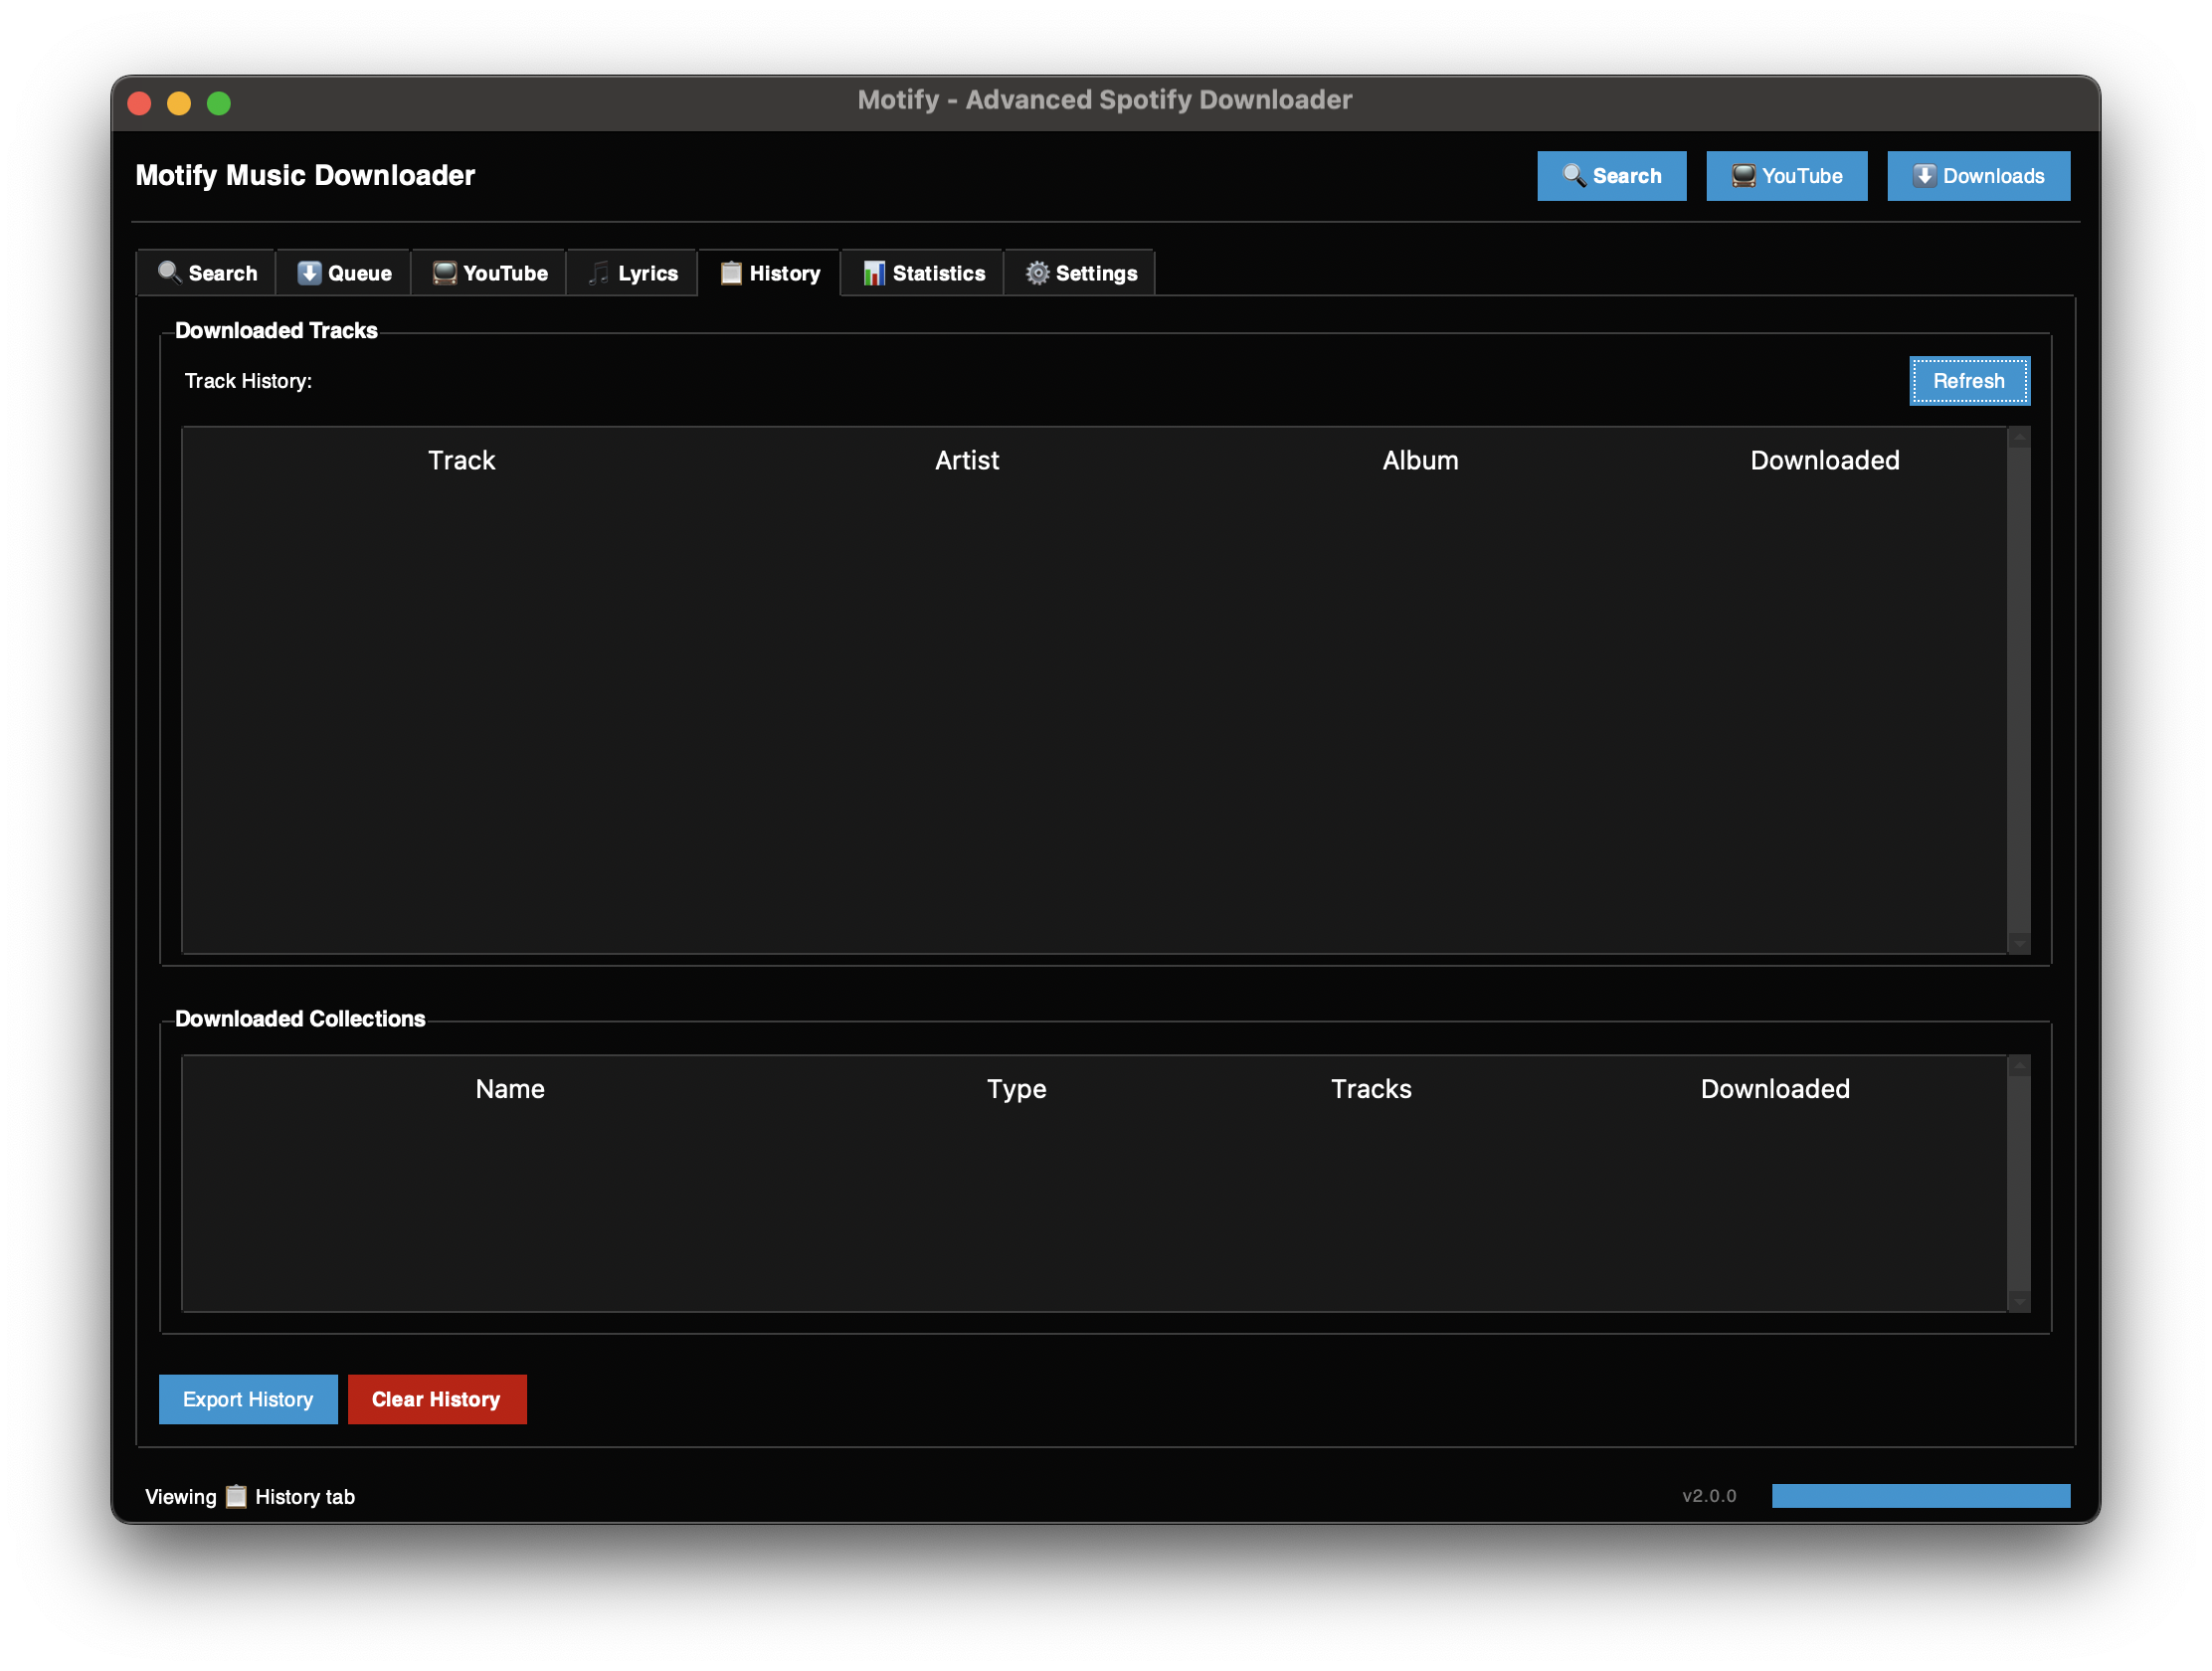 Motify - Advanced Spotify Downloader
Motify Music Downloader
Search YouTube Downloads
Search Queue YouTube Lyrics History Statistics Settings
Downloaded Tracks
Track History: Refresh
Track Artist Album Downloaded
Downloaded Collections
Name Type Tracks Downloaded
Export History Clear History
Viewing History tab v2.0.0